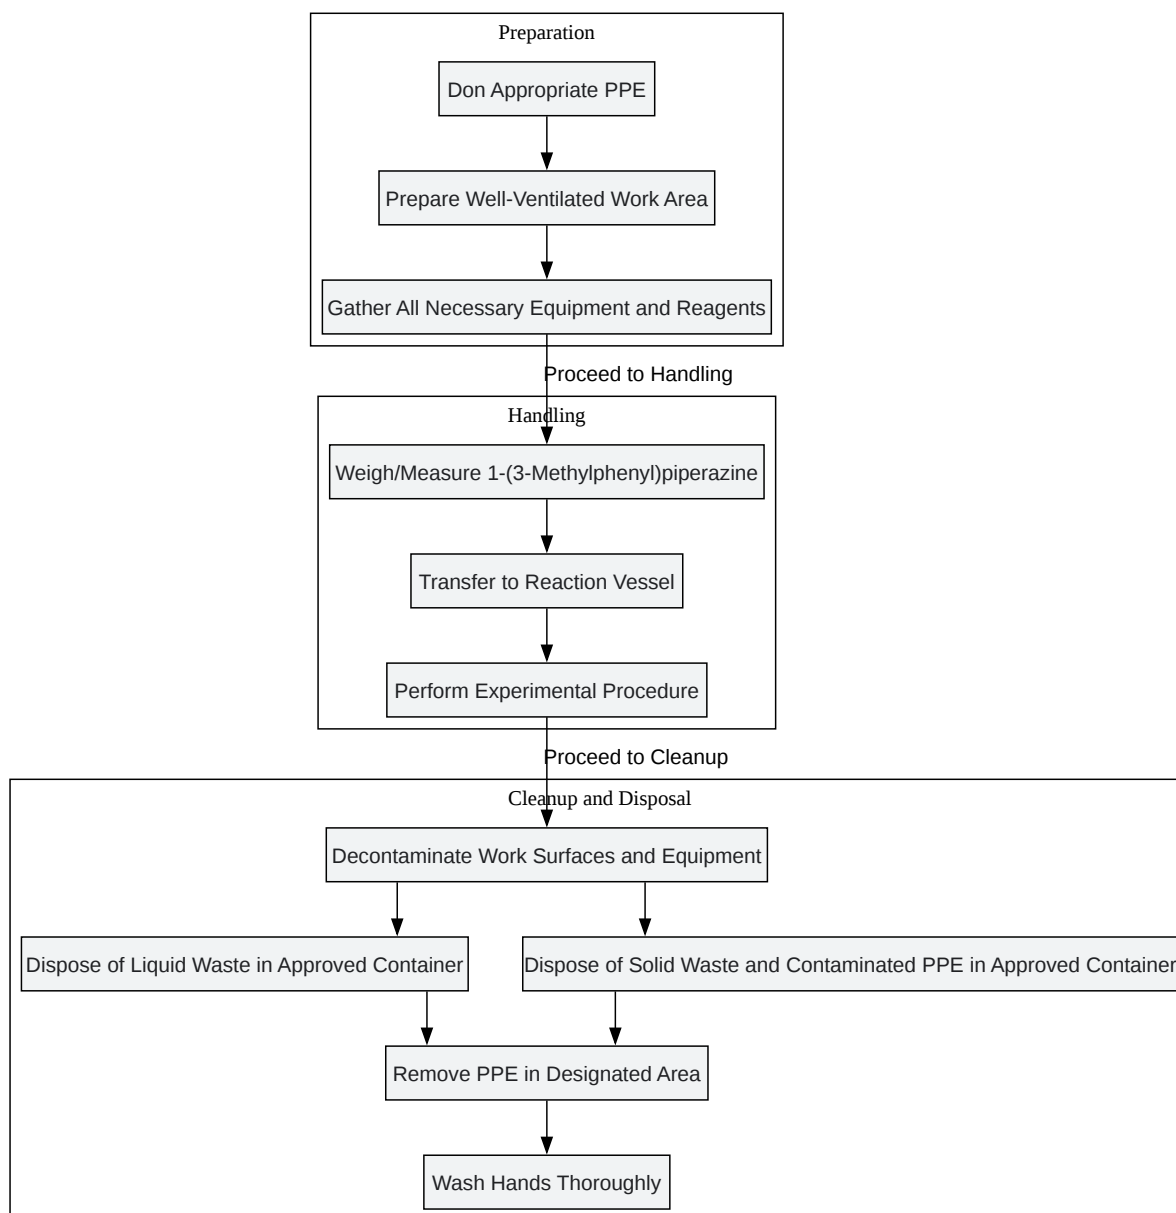 Preparation
Don Appropriate PPE
Prepare Well-Ventilated Work Area
Gather All Necessary Equipment and Reagents
Proceed to Handling
Handling
Weigh/Measure 1-(3-Methylphenyl)piperazine
Transfer to Reaction Vessel
Perform Experimental Procedure
Proceed to Cleanup
Cleanup and Disposal
Decontaminate Work Surfaces and Equipment
Dispose of Liquid Waste in Approved Container
Dispose of Solid Waste and Contaminated PPE in Approved Container
Remove PPE in Designated Area
Wash Hands Thoroughly